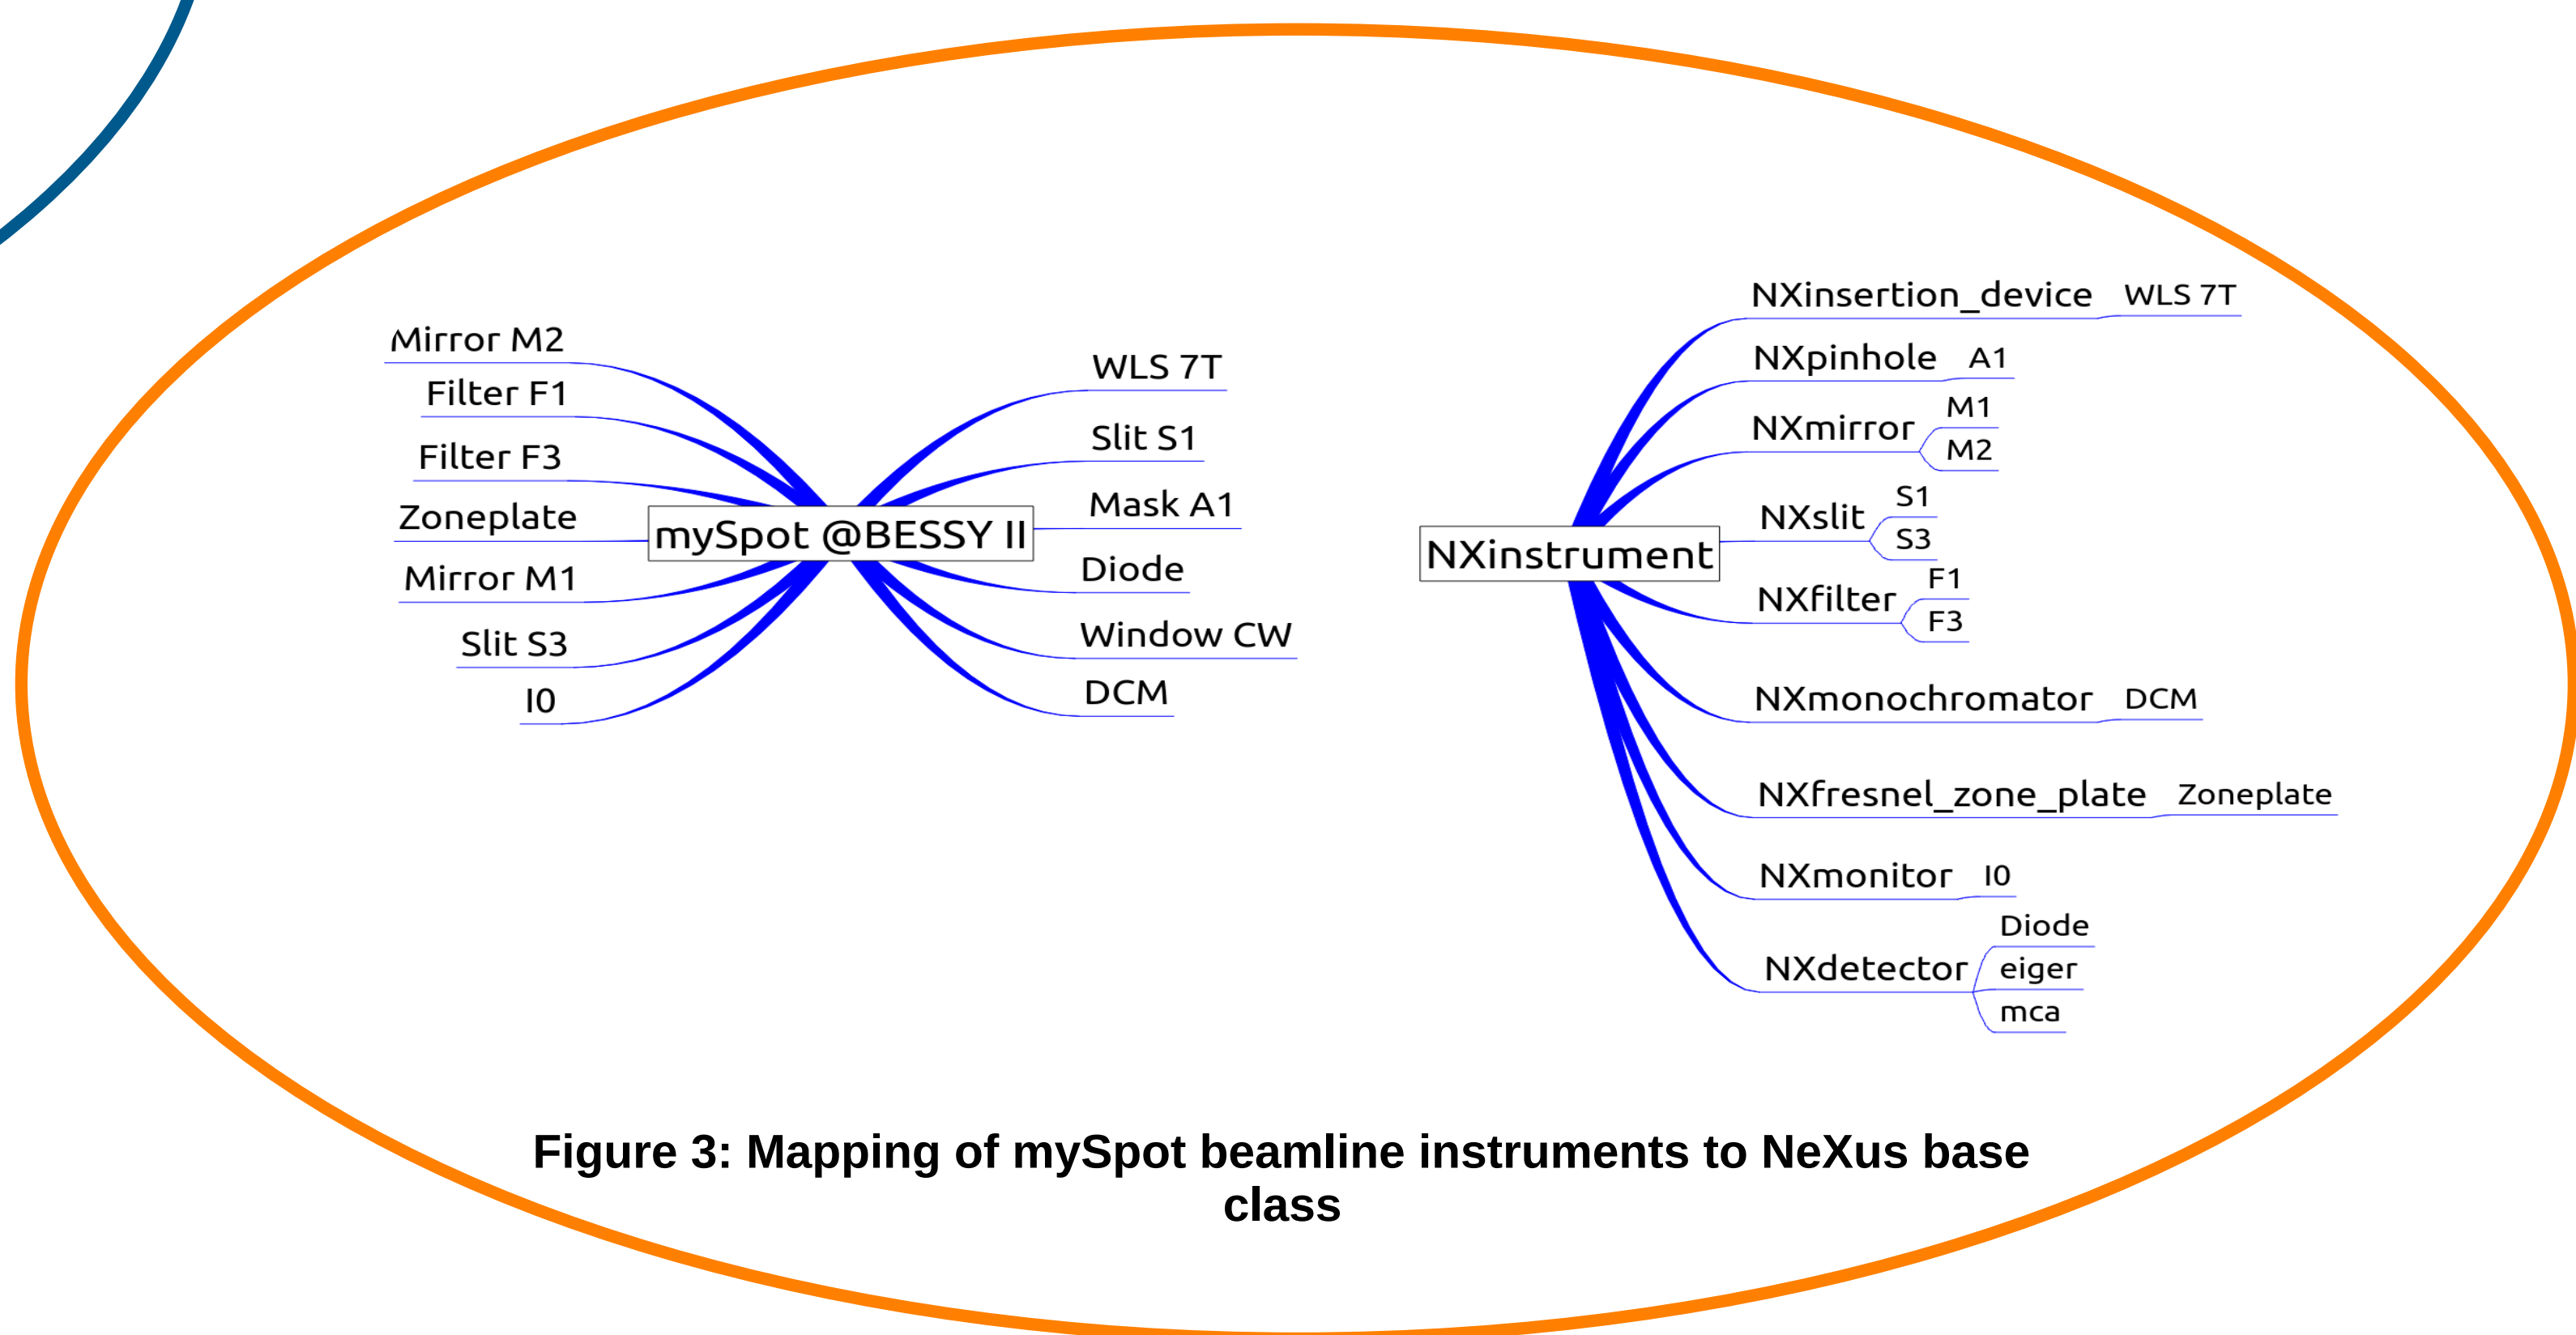 Mirror M2
Filter F1
Filter F3
Zoneplate
Mirror M1
Slit S3
I0
mySpot @BESSY II
WLS 7T
Slit S1
Mask A1
Diode
Window CW
DCM
NXinstrument
NXinsertion_device WLS 7T
NXpinhole A1
NXmirror
M1
M2
NXslit
S1
S3
NXfilter
F1
F3
NXmonochromator DCM
NXfresnel_zone_plate Zoneplate
NXmonitor I0
NXdetector
Diode
eiger
mca
Figure 3: Mapping of mySpot beamline instruments to NeXus base
class